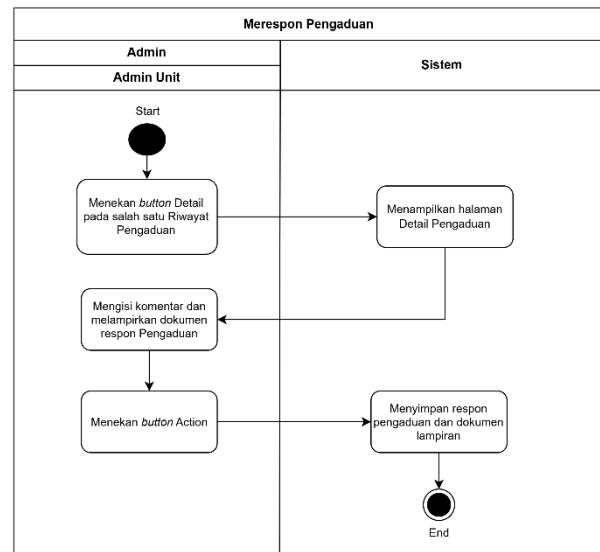 Merespon Pengaduan
Admin
Admin Unit
Sistem
Start
Menekan button Detail
pada salah satu Riwayat
Pengaduan
Menampilkan halaman
Detail Pengaduan
Mengisi komentar dan
melampirkan dokumen
respon Pengaduan
Menekan button Action
Menyimpan respon
pengaduan dan dokumen
lampiran
End